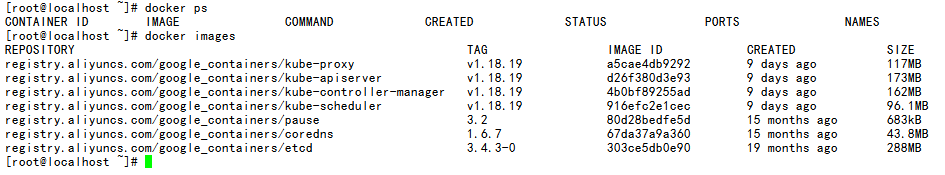 [root@localhost ~]# docker ps
CONTAINER ID IMAGE COMMAND CREATED STATUS PORTS NAMES
[root@localhost ~]# docker images
REPOSITORY TAG IMAGE ID CREATED SIZE
registry.aliyuncs.com/google_containers/kube-proxy v1.18.19 a5cae4db9292 9 days ago 117MB
registry.aliyuncs.com/google_containers/kube-apiserver v1.18.19 d26f380d3e93 9 days ago 173MB
registry.aliyuncs.com/google_containers/kube-controller-manager v1.18.19 4b0bf89255ad 9 days ago 162MB
registry.aliyuncs.com/google_containers/kube-scheduler v1.18.19 916efc2e1cec 9 days ago 96.1MB
registry.aliyuncs.com/google_containers/pause 3.2 80d28bedfe5d 15 months ago 683kB
registry.aliyuncs.com/google_containers/coredns 1.6.7 67da37a9a360 15 months ago 43.8MB
registry.aliyuncs.com/google_containers/etcd 3.4.3-0 303ce5db0e90 19 months ago 288MB
[root@localhost ~]#